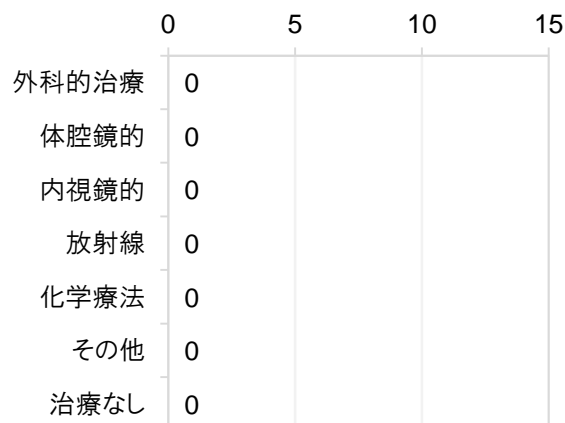 0 5 10 15
外科的治療 0
体腔鏡的 0
内視鏡的 0
放射線 0
化学療法 0
その他 0
治療なし 0